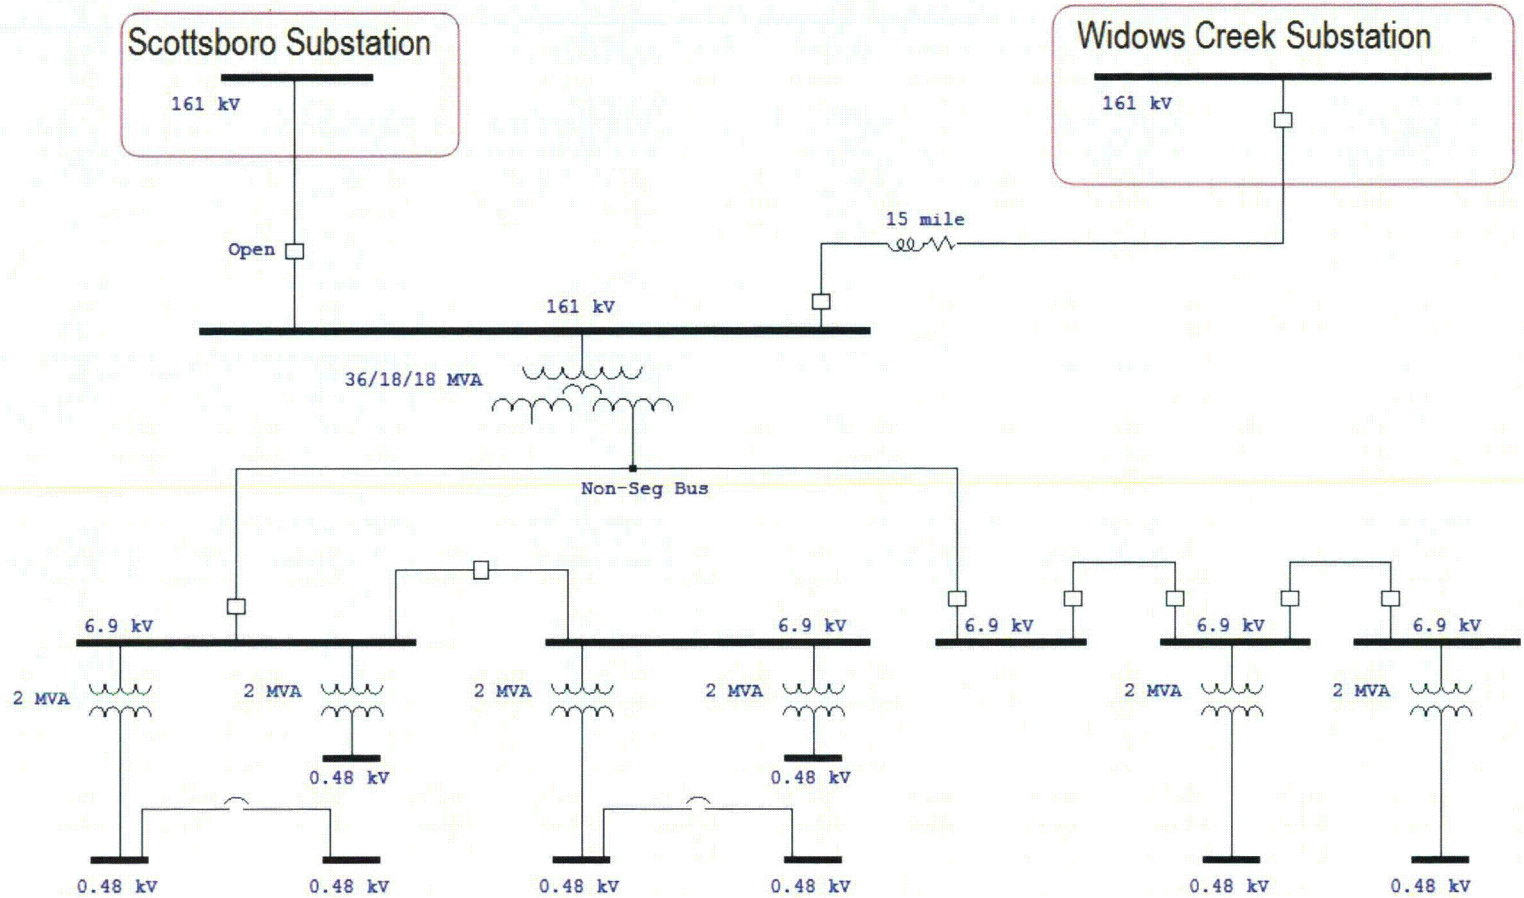 Scottsboro Substation
Widows Creek Substation
161 kV
161 kV
15 mile
Open
161 kV
36/18/18 MVA
Non-Seg Bus
6.9 kV
6.9 kV
6.9 kV
6.9 kV
6.9 kV
2 MVA
2 MVA
2 MVA
2 MVA
2 MVA
2 MVA
0.48 kV
0.48 kV
0.48 kV
0.48 kV
0.48 kV
0.48 kV
0.48 kV
0.48 kV